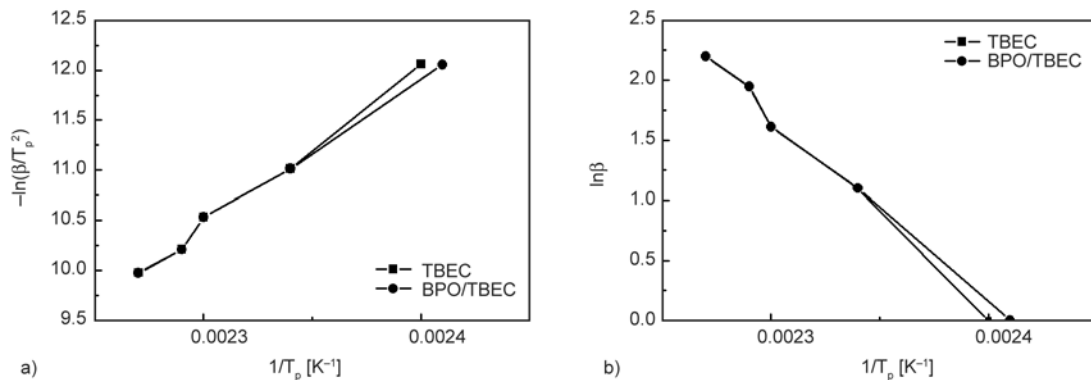 12.5
12.0
11.5
11.0
10.5
10.0
9.5
–ln(β/Tp²)
TBEC
BPO/TBEC
0.0023
0.0024
1/Tp [K⁻¹]
a)
2.5
2.0
1.5
1.0
0.5
0.0
lnβ
TBEC
BPO/TBEC
0.0023
0.0024
1/Tp [K⁻¹]
b)